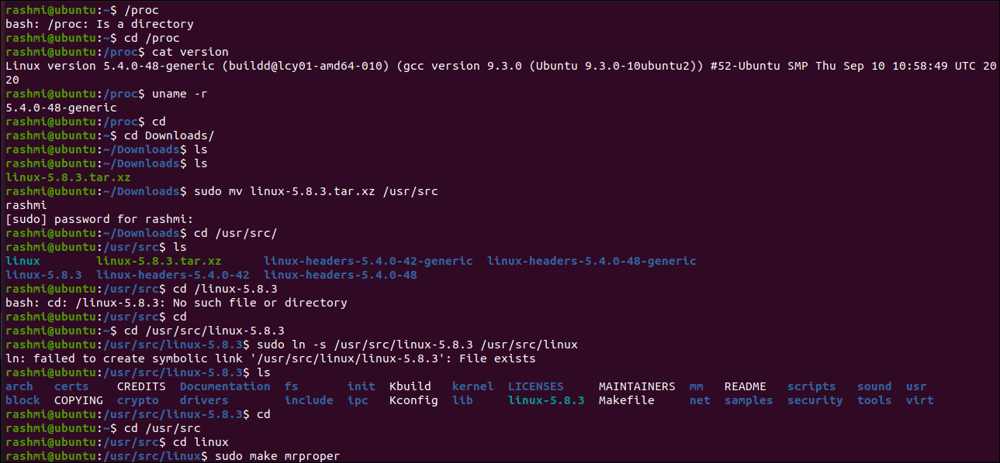 rashmi@ubuntu:~$ /proc
bash: /proc: Is a directory
rashmi@ubuntu:~$ cd /proc
rashmi@ubuntu:/proc$ cat version
Linux version 5.4.0-48-generic (buildd@lcy01-amd64-010) (gcc version 9.3.0 (Ubuntu 9.3.0-10ubuntu2)) #52-Ubuntu SMP Thu Sep 10 10:58:49 UTC 20
20
rashmi@ubuntu:/proc$ uname -r
5.4.0-48-generic
rashmi@ubuntu:/proc$ cd
rashmi@ubuntu:~$ cd Downloads/
rashmi@ubuntu:~/Downloads$ ls
rashmi@ubuntu:~/Downloads$ ls
linux-5.8.3.tar.xz
rashmi@ubuntu:~/Downloads$ sudo mv linux-5.8.3.tar.xz /usr/src
rashmi
[sudo] password for rashmi:
rashmi@ubuntu:~/Downloads$ cd /usr/src/
rashmi@ubuntu:/usr/src$ ls
linux        linux-5.8.3.tar.xz      linux-headers-5.4.0-42-generic  linux-headers-5.4.0-48-generic
linux-5.8.3  linux-headers-5.4.0-42  linux-headers-5.4.0-48
rashmi@ubuntu:/usr/src$ cd /linux-5.8.3
bash: cd: /linux-5.8.3: No such file or directory
rashmi@ubuntu:/usr/src$ cd
rashmi@ubuntu:~$ cd /usr/src/linux-5.8.3
rashmi@ubuntu:/usr/src/linux-5.8.3$ sudo ln -s /usr/src/linux-5.8.3 /usr/src/linux
ln: failed to create symbolic link '/usr/src/linux/linux-5.8.3': File exists
rashmi@ubuntu:/usr/src/linux-5.8.3$ ls
arch   certs    CREDITS  Documentation  fs       init  Kbuild   kernel  LICENSES     MAINTAINERS  mm   README   scripts   sound  usr
block  COPYING  crypto   drivers        include  ipc   Kconfig  lib     linux-5.8.3  Makefile     net  samples  security  tools  virt
rashmi@ubuntu:/usr/src/linux-5.8.3$ cd
rashmi@ubuntu:~$ cd /usr/src
rashmi@ubuntu:/usr/src$ cd linux
rashmi@ubuntu:/usr/src/linux$ sudo make mrproper